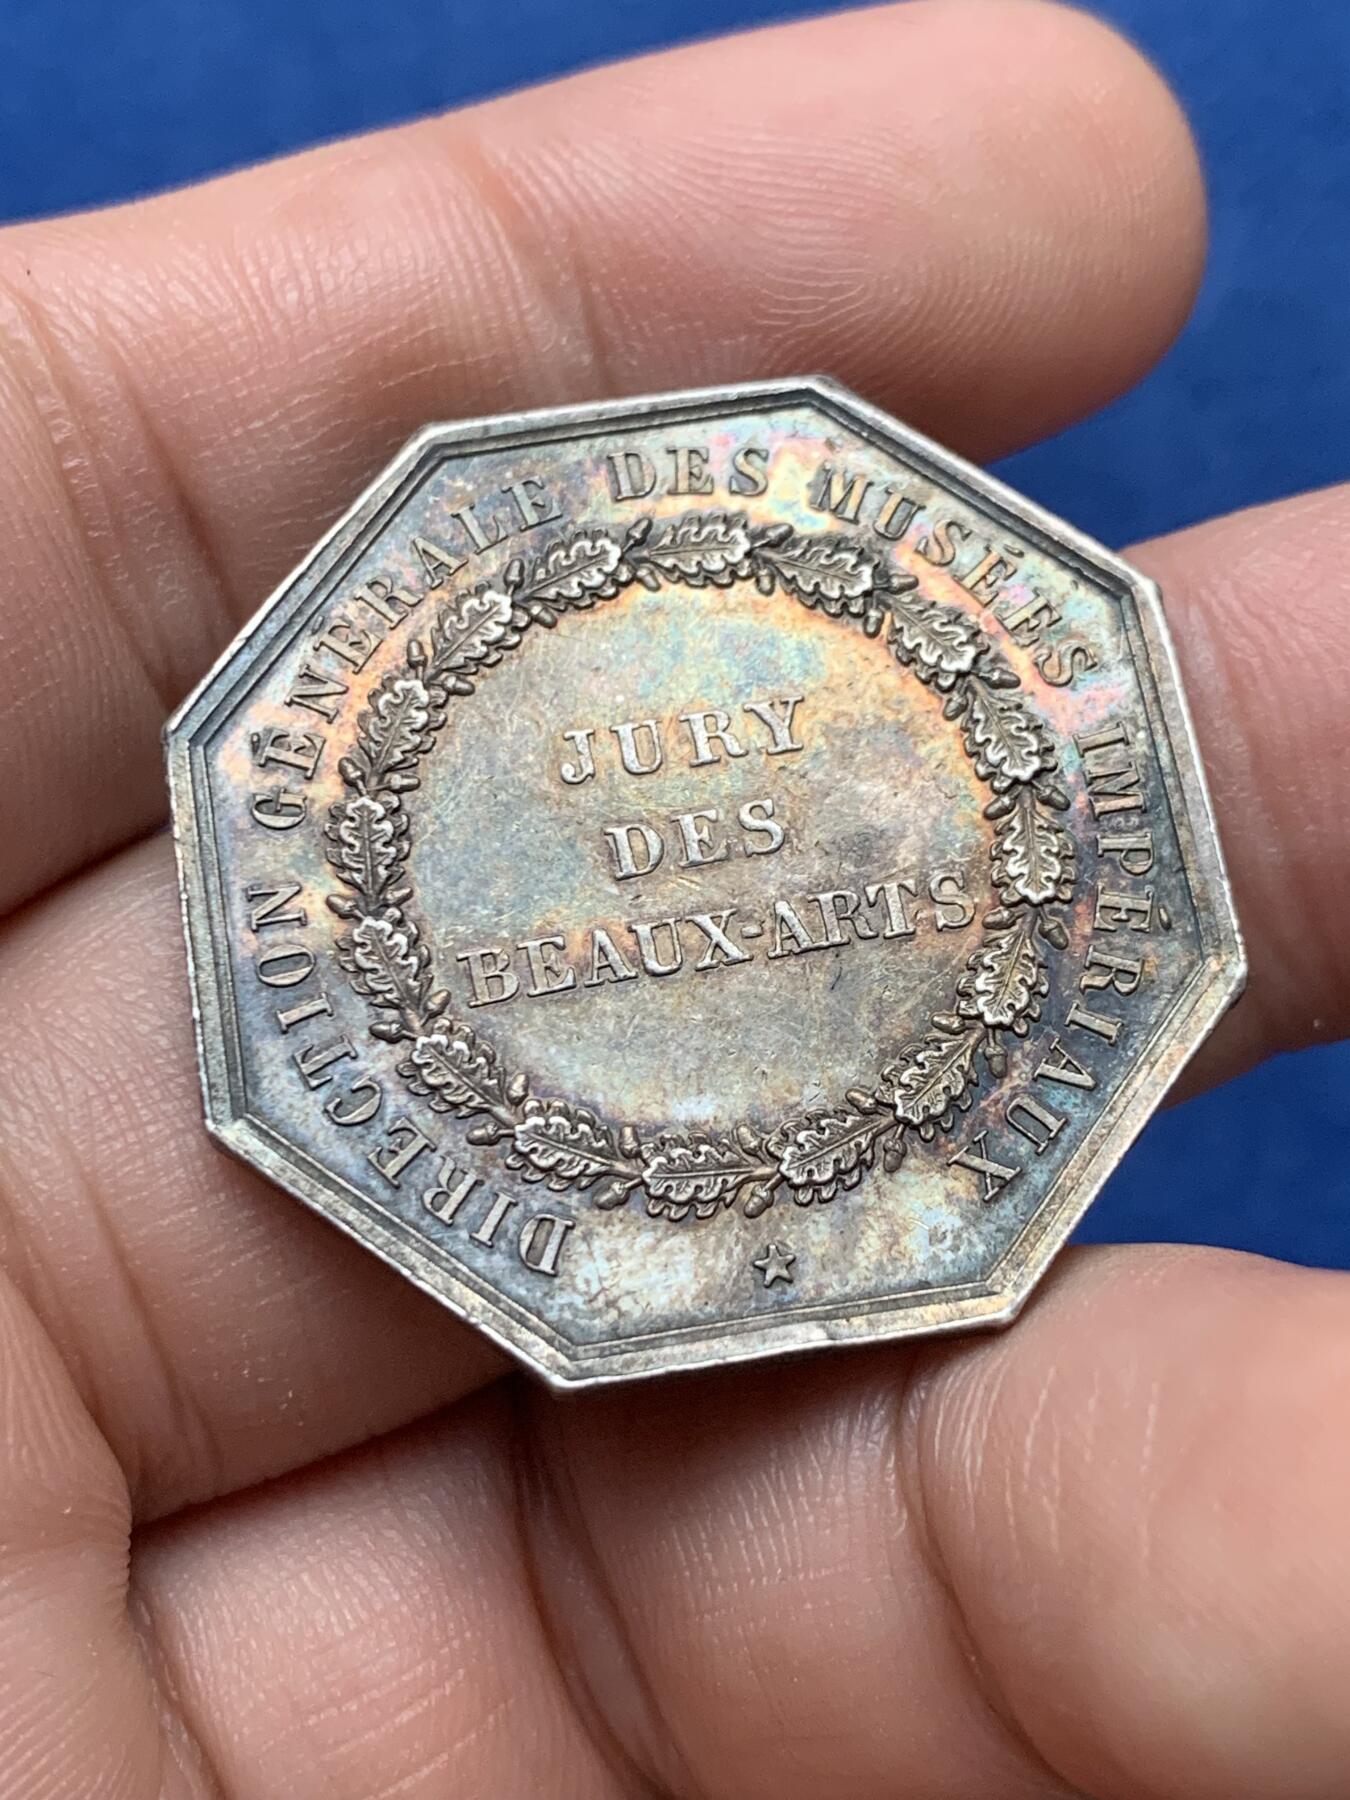 DIRECTION GÉNÉRALE DES MUSÉES IMPÉRIAUX
JURY
DES
BEAUX-ARTS